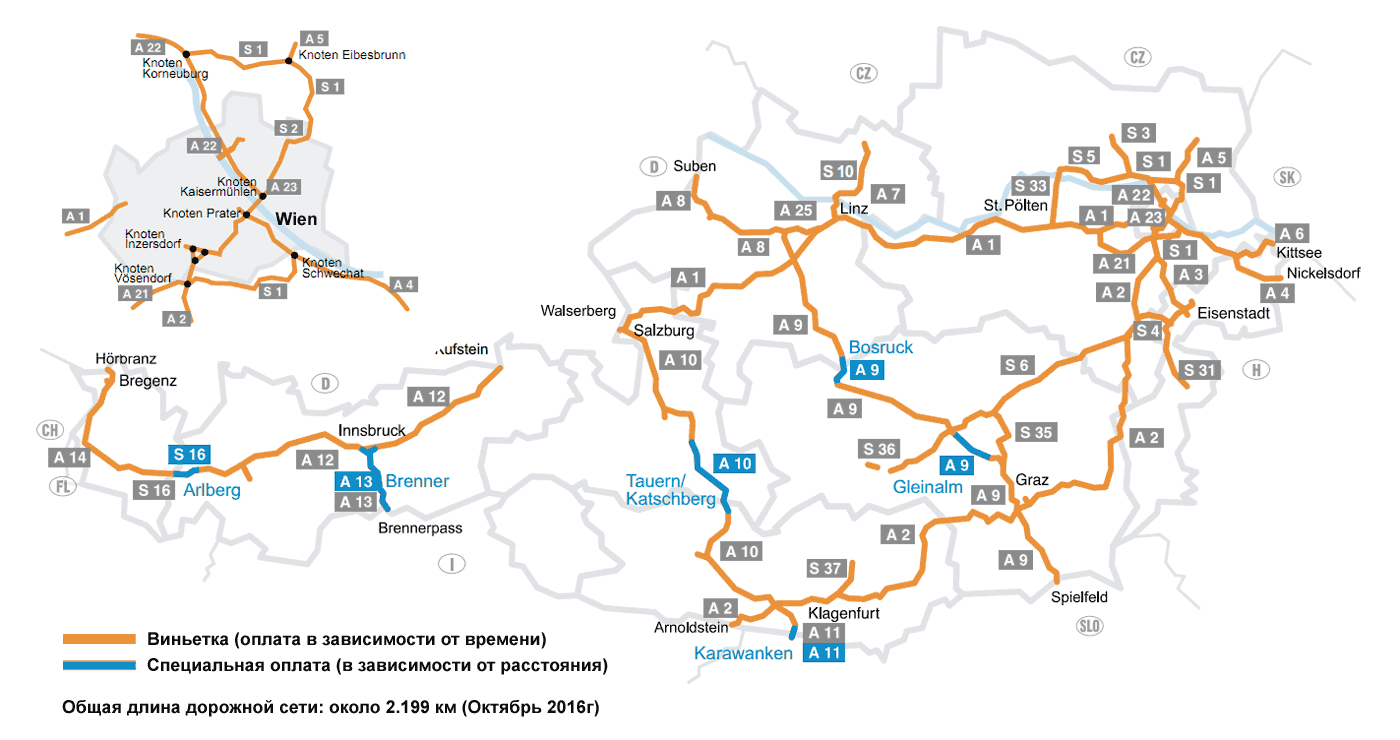 A 22
S 1
A 5
Knoten Eibesbrunn
Knoten
Korneuburg
S 1
S 2
A 22
Knoten
Kaisermühlen
A 23
Knoten Prater
Wien
A 1
Knoten
Inzersdorf
Knoten
Vösendorf
Knoten
Schwechat
A 21
S 1
A 4
A 2
CZ
CZ
D
Suben
A 8
S 10
A 7
A 25
Linz
A 8
S 3
S 5
S 1
A 5
S 33
S 1
SK
St. Pölten
A 22
A 1
A 23
A 1
A 6
Kittsee
S 1
A 21
A 3
Nickelsdorf
A 2
A 4
A 1
Walserberg
Salzburg
A 9
Eisenstadt
S 4
A 10
Bosruck
A 9
S 6
A 9
S 31
H
A 9
Hörbranz
Bregenz
D
Kufstein
A 12
CH
Innsbruck
A 14
S 16
A 12
FL
S 16
Arlberg
A 13
Brenner
A 13
Brennerpass
I
S 36
S 35
A 2
A 10
A 9
Tauern/
Katschberg
Gleinalm
Graz
A 9
A 2
A 10
A 9
S 37
A 2
Klagenfurt
Spielfeld
Arnoldstein
A 11
SLO
Karawanken
A 11
Виньетка (оплата в зависимости от времени)
Специальная оплата (в зависимости от расстояния)
Общая длина дорожной сети: около 2.199 км (Октябрь 2016г)